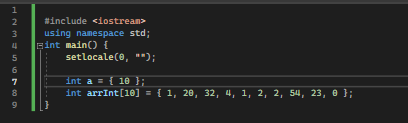 1
2 #include <iostream>
3 using namespace std;
4 int main() {
5 setlocale(0, "");
6
7 int a = { 10 };
8 int arrInt[10] = { 1, 20, 32, 4, 1, 2, 2, 54, 23, 0 };
9 }